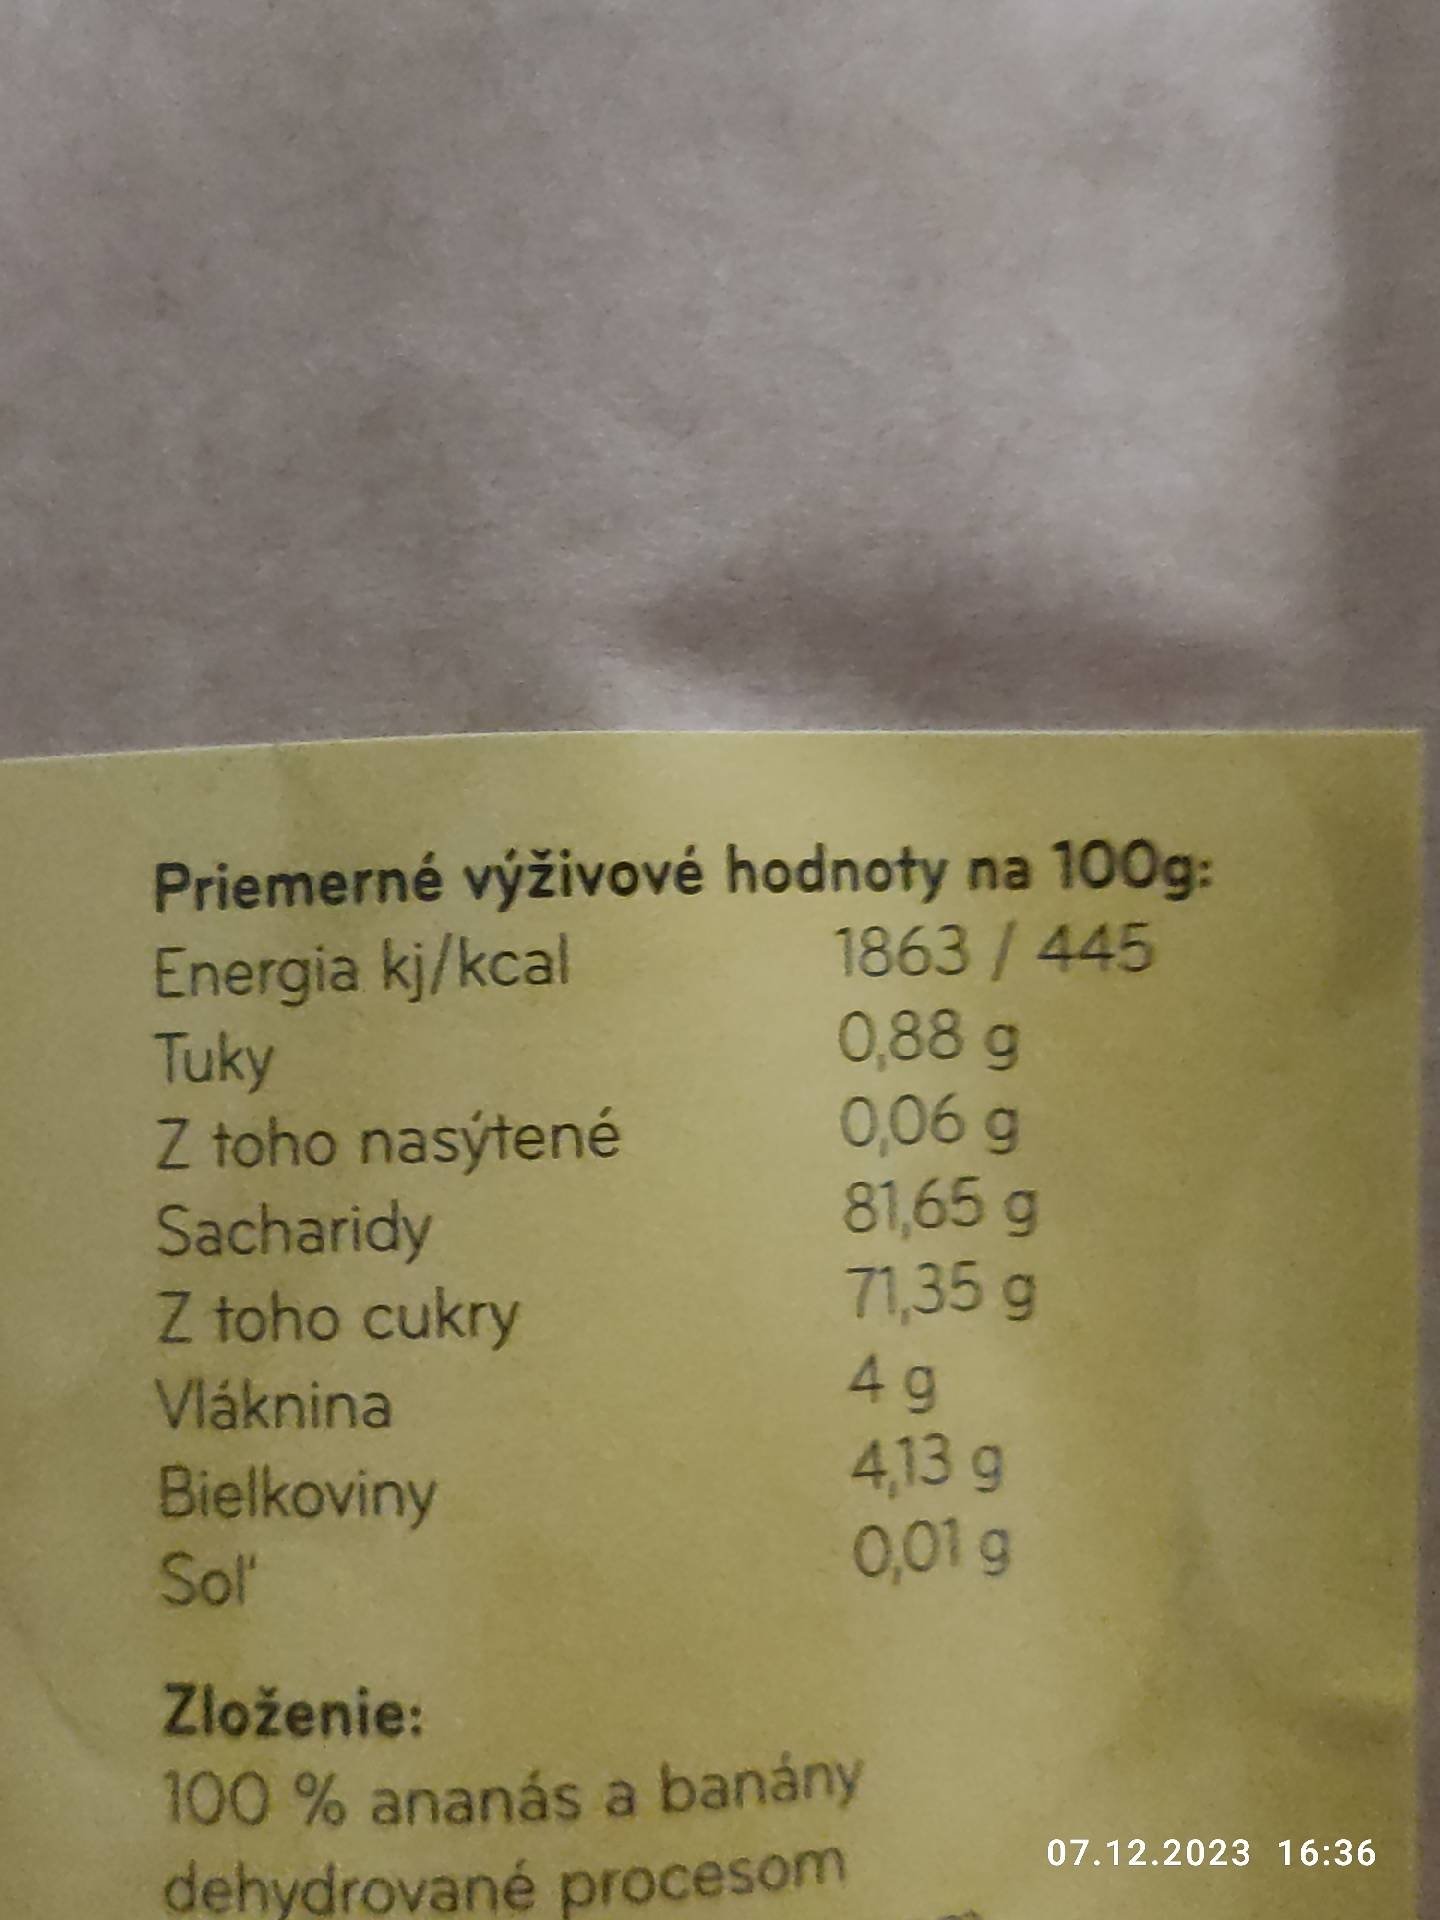 Priemerné výživové hodnoty na 100g:
Energia kj/kcal 1863 / 445
Tuky 0,88 g
Z toho nasýtené 0,06 g
Sacharidy 81,65 g
Z toho cukry 71,35 g
Vláknina 4 g
Bielkoviny 4,13 g
Soľ 0,01 g
Zloženie:
100 % ananás a banány
dehydrované procesom
07.12.2023 16:36